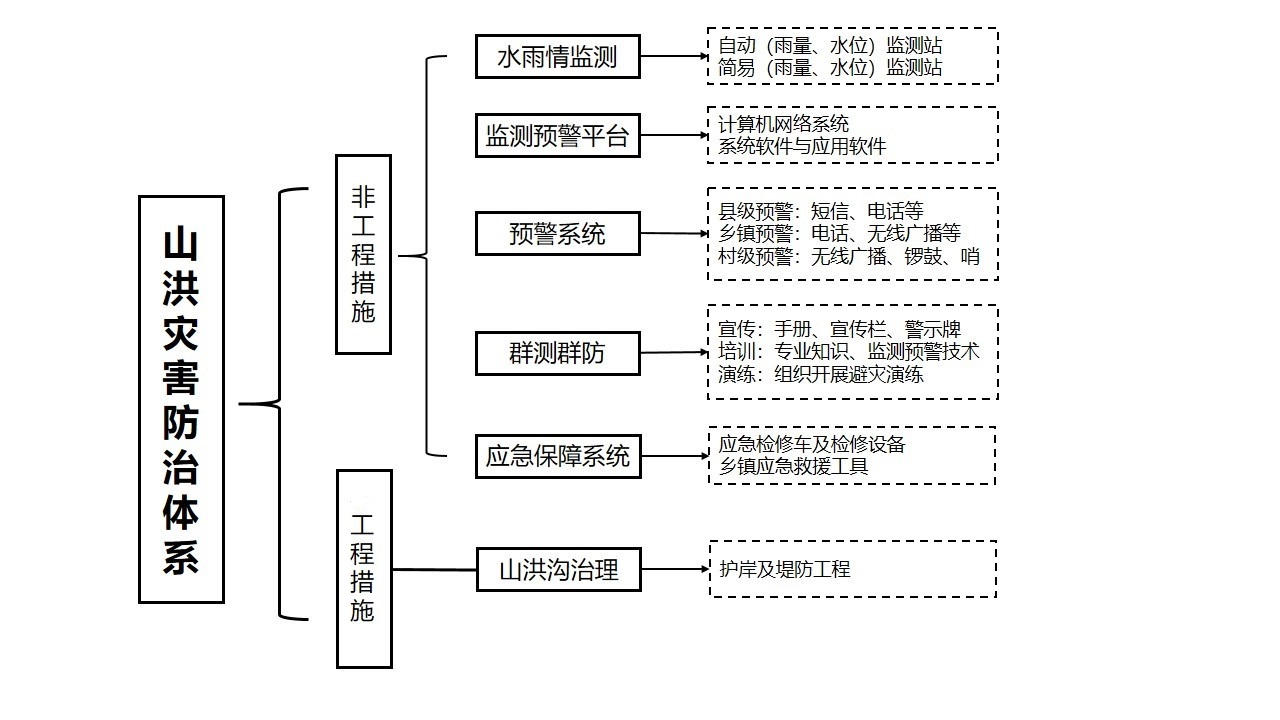 山洪灾害防治体系
非工程措施
水雨情监测
自动（雨量、水位）监测站
简易（雨量、水位）监测站
监测预警平台
计算机网络系统
系统软件与应用软件
预警系统
县级预警：短信、电话等
乡镇预警：电话、无线广播等
村级预警：无线广播、锣鼓、哨
群测群防
宣传：手册、宣传栏、警示牌
培训：专业知识、监测预警技术
演练：组织开展避灾演练
应急保障系统
应急检修车及检修设备
乡镇应急救援工具
工程措施
山洪沟治理
护岸及堤防工程